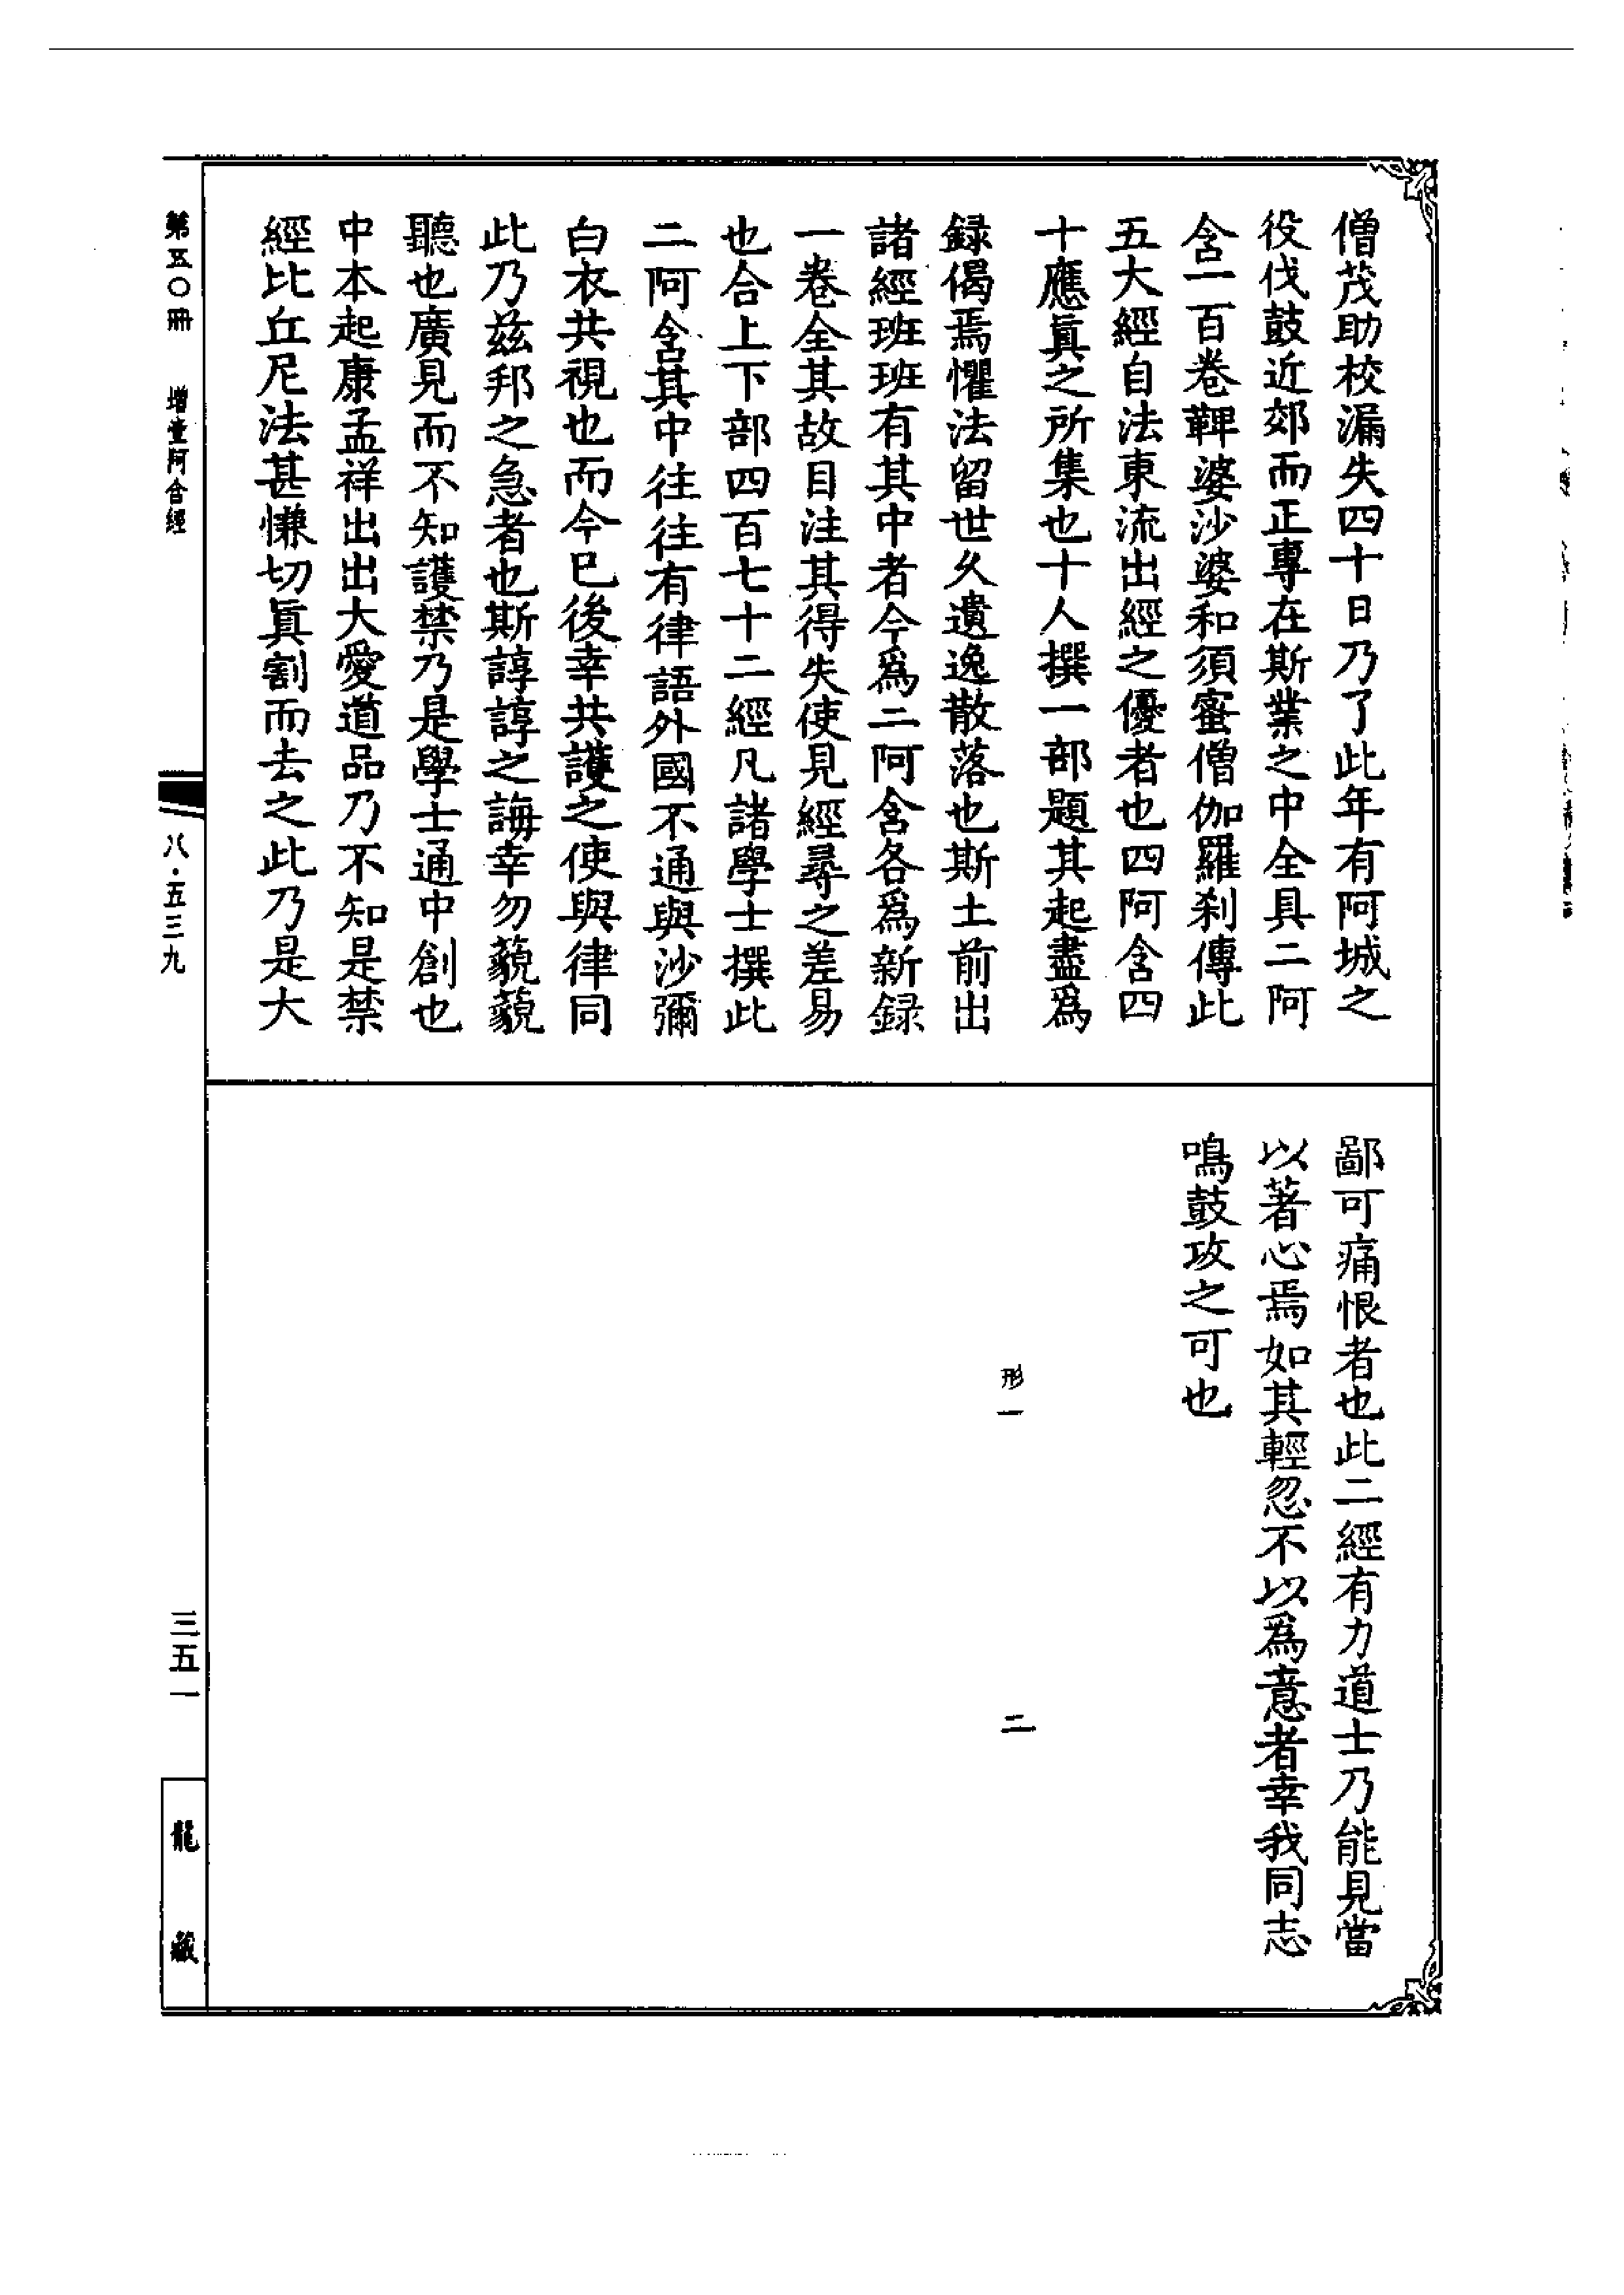 僧茂助校漏失四十日乃了此年有阿城之
役伐鼓近郊而正專在斯業之中全具二阿
含一百卷鞞婆沙婆和須蜜僧伽羅刹傳此
五大經自法東流出經之優者也四阿含四
十應眞之所集也十人撰一部題其起盡爲
録偈焉懼法留世久遺逸散落也斯土前出
諸經班班有其中者今爲二阿含各爲新録
一卷全其故目注其得失使見經尋之差易
也合上下部四百七十二經凡諸學士撰此
二阿含其中往往有律語外國不通與沙彌
白衣共視也而今已後幸共護之使與律同
此乃茲邦之急者也斯諄諄之誨幸勿藐藐
聽也廣見而不知護禁乃是學士通中創也
中本起康孟祥出出大愛道品乃不知是禁
經比丘尼法甚慊切眞割而去之此乃是大
鄙可痛恨者也此二經有力道士乃能見當
以著心焉如其輕忽不以爲意者幸我同志
鳴鼓攻之可也
形一
二
第五〇冊 增壹阿含經
八·五三九
三五一
龍藏